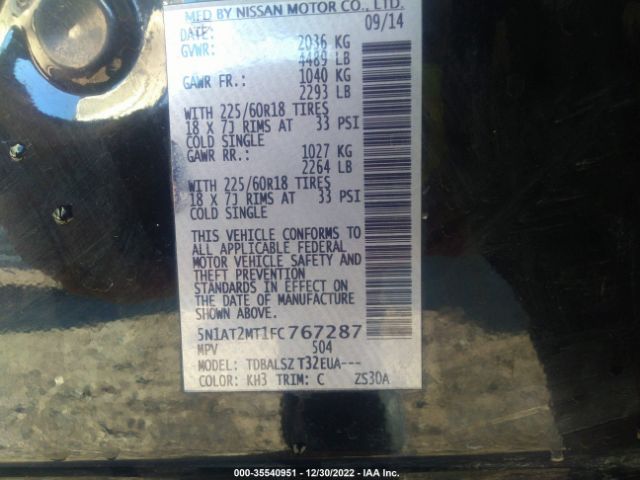 MFD BY NISSAN MOTOR CO., LTD.
DATE: 09/14
GVWR: 2036 KG
4489 LB
GAWR FR.: 1040 KG
2293 LB
WITH 225/60R18 TIRES
18 X 7J RIMS AT 33 PSI
COLD SINGLE
GAWR RR.: 1027 KG
2264 LB
WITH 225/60R18 TIRES
18 X 7J RIMS AT 33 PSI
COLD SINGLE
THIS VEHICLE CONFORMS TO
ALL APPLICABLE FEDERAL
MOTOR VEHICLE SAFETY AND
THEFT PREVENTION
STANDARDS IN EFFECT ON
THE DATE OF MANUFACTURE
SHOWN ABOVE.
5N1AT2MT1FC767287
MPV 504
MODEL: TDBALSZ T32EUA---
COLOR: KH3 TRIM: C ZS30A
000-35540951 - 12/30/2022 - IAA Inc.